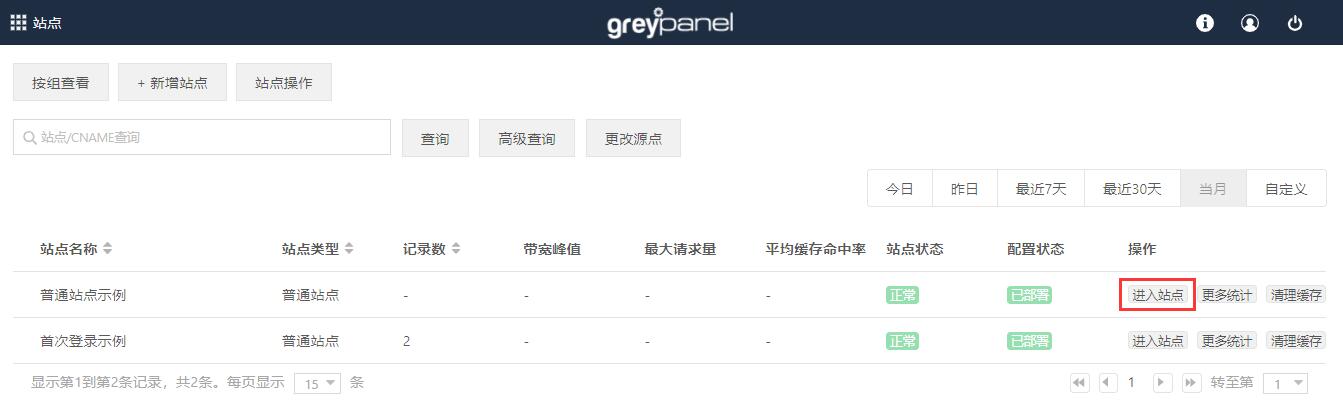 站点 greypanel
按组查看 + 新增站点 站点操作
站点/CNAME查询 查询 高级查询 更改源点
今日 昨日 最近7天 最近30天 当月 自定义
站点名称 站点类型 记录数 带宽峰值 最大请求量 平均缓存命中率 站点状态 配置状态 操作
普通站点示例 普通站点 - - - - 正常 已部署 进入站点 更多统计 清理缓存
首次登录示例 普通站点 2 - - - 正常 已部署 进入站点 更多统计 清理缓存
显示第1到第2条记录，共2条。每页显示 15 条 1 转至第 1